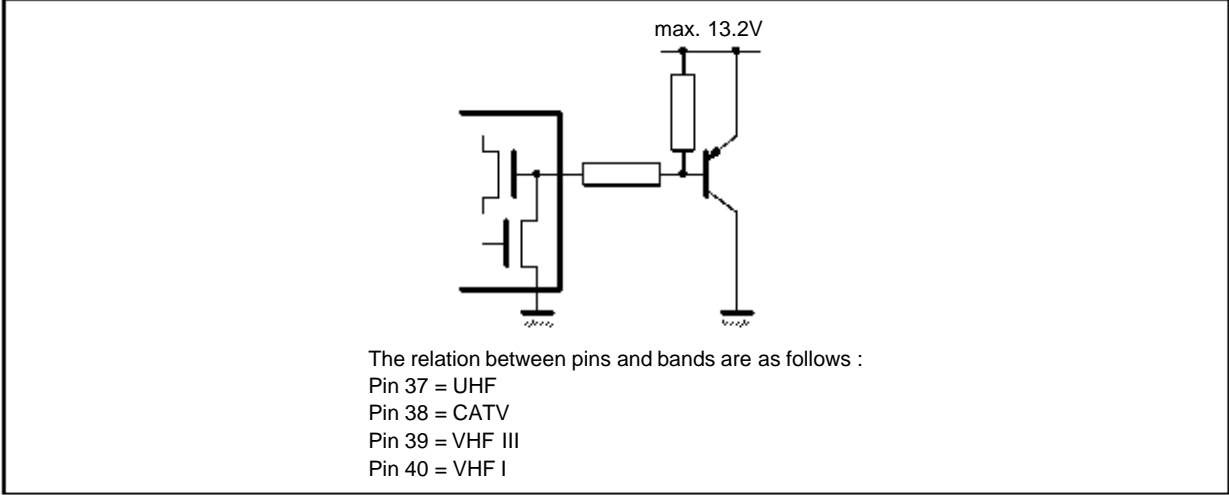 max. 13.2V
The relation between pins and bands are as follows :
Pin 37 = UHF
Pin 38 = CATV
Pin 39 = VHF III
Pin 40 = VHF I